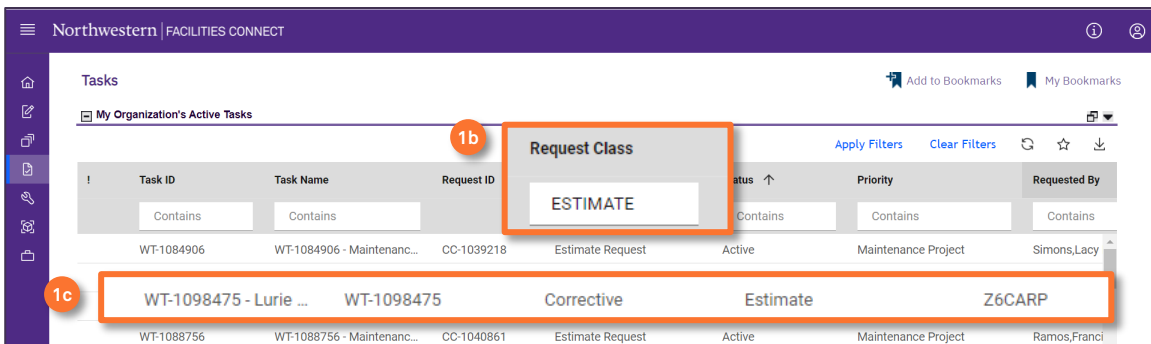 Northwestern | FACILITIES CONNECT
Tasks
Add to Bookmarks My Bookmarks
My Organization's Active Tasks
1b
Request Class
Apply Filters Clear Filters
! Task ID Task Name Request ID atus ↑ Priority Requested By
ESTIMATE
Contains Contains Contains Contains Contains
WT-1084906 WT-1084906 - Maintenanc... CC-1039218 Estimate Request Active Maintenance Project Simons,Lacy
1c
WT-1098475 - Lurie ... WT-1098475 Corrective Estimate Z6CARP
WT-1088756 WT-1088756 - Maintenanc... CC-1040861 Estimate Request Active Maintenance Project Ramos,Franci